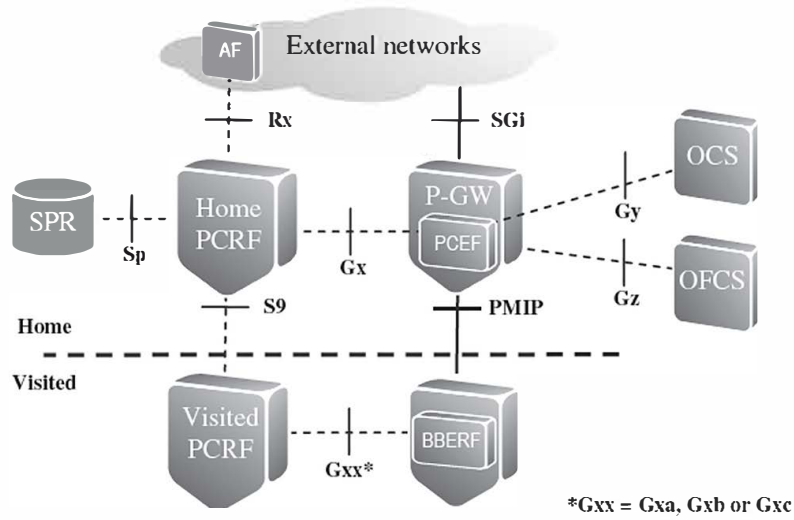 AF
External networks
Rx
SGi
OCS
SPR
Sp
Home
PCRF
Gx
P-GW
PCEF
Gy
Gz
OFCS
S9
PMIP
Home
Visited
Visited
PCRF
Gxx*
BBERF
*Gxx = Gxa, Gxb or Gxc